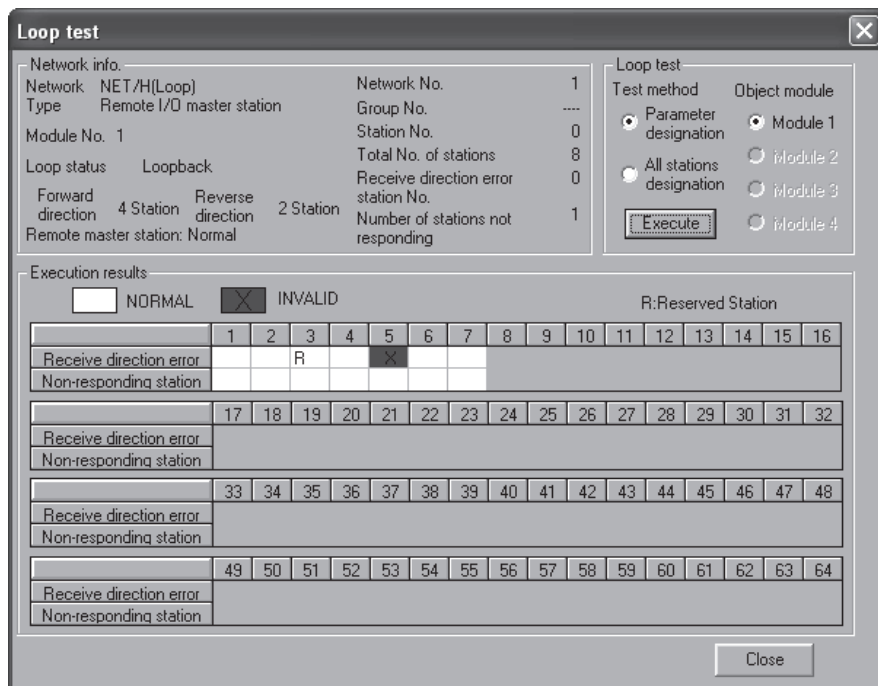 Loop test
Network info.
Network NET/H(Loop)
Type Remote I/O master station
Module No. 1
Loop status Loopback
Forward direction 4 Station Reverse direction 2 Station
Remote master station: Normal
Network No. 1
Group No. ----
Station No. 0
Total No. of stations 8
Receive direction error station No. 0
Number of stations not responding 1
Loop test
Test method Object module
Parameter designation Module 1
All stations designation Module 2
Module 3
Execute Module 4
Execution results
NORMAL X INVALID R:Reserved Station
1 2 3 4 5 6 7 8 9 10 11 12 13 14 15 16
Receive direction error R X
Non-responding station
17 18 19 20 21 22 23 24 25 26 27 28 29 30 31 32
Receive direction error
Non-responding station
33 34 35 36 37 38 39 40 41 42 43 44 45 46 47 48
Receive direction error
Non-responding station
49 50 51 52 53 54 55 56 57 58 59 60 61 62 63 64
Receive direction error
Non-responding station
Close